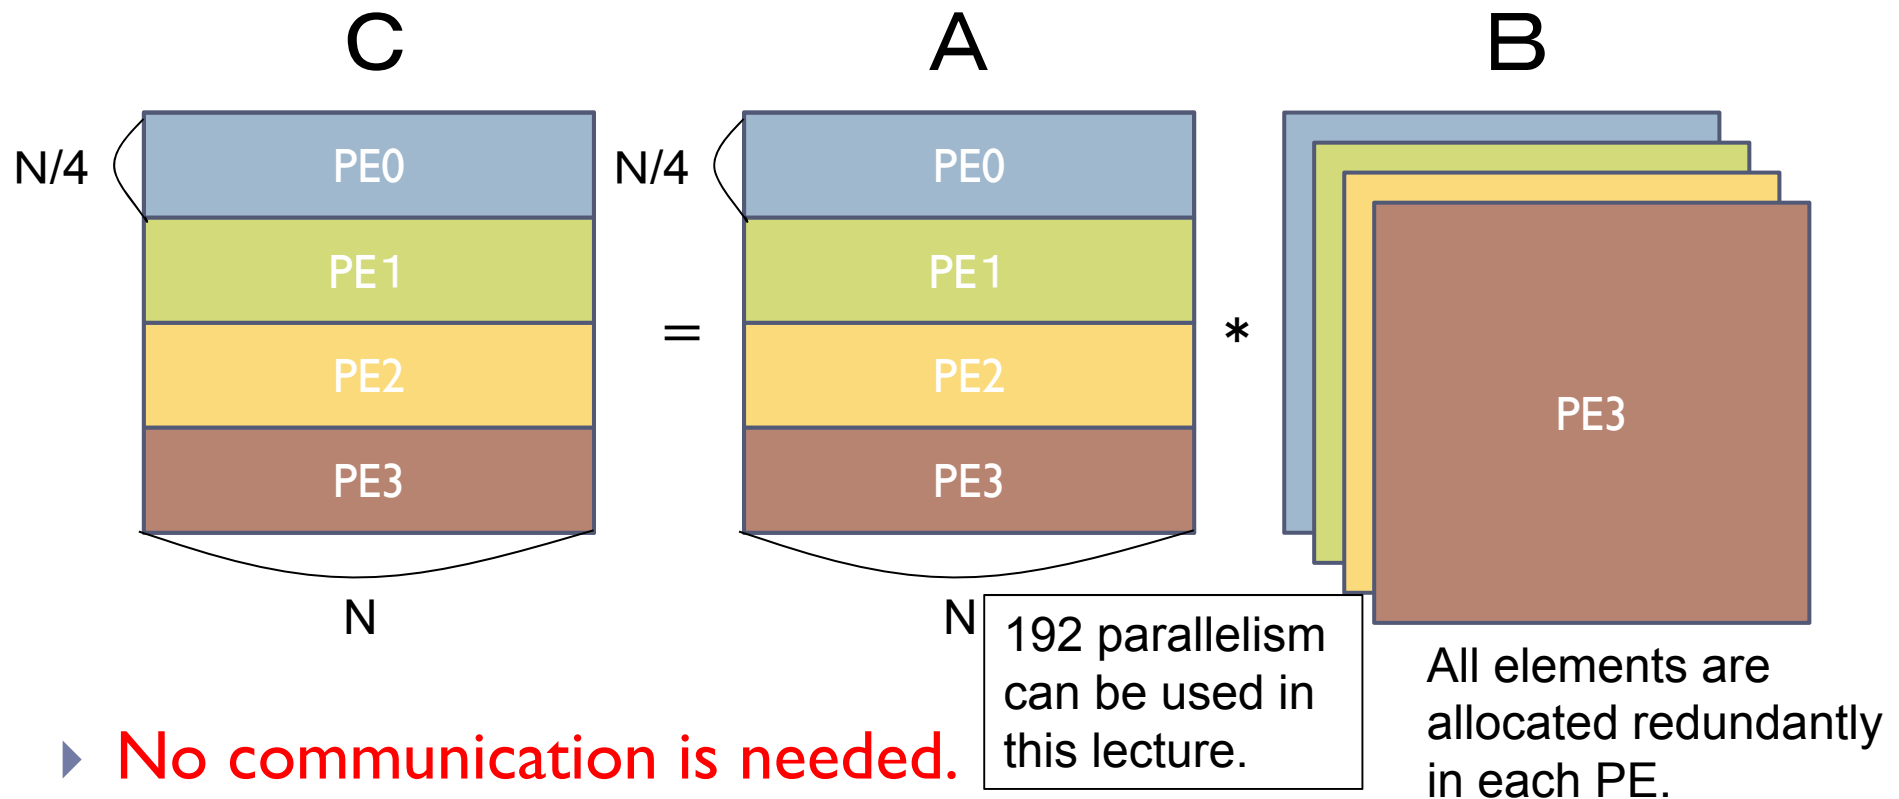 C
A
B
N/4
PE0
PE1
PE2
PE3
N
=
N/4
PE0
PE1
PE2
PE3
N
*
PE3
192 parallelism
can be used in
this lecture.
All elements are
allocated redundantly
in each PE.
No communication is needed.